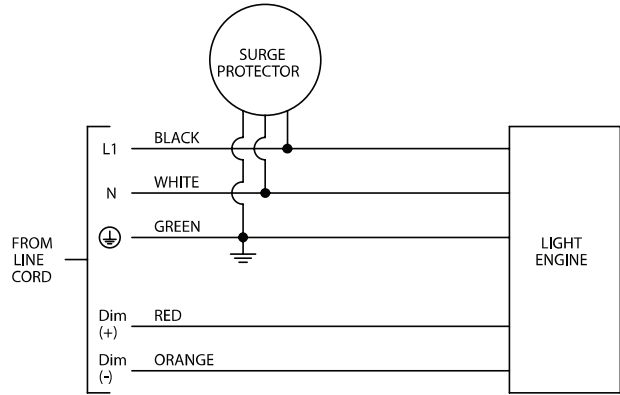 SURGE
PROTECTOR
L1 BLACK
N WHITE
GREEN
FROM
LINE
CORD
LIGHT
ENGINE
Dim
(+)
RED
Dim
(-)
ORANGE